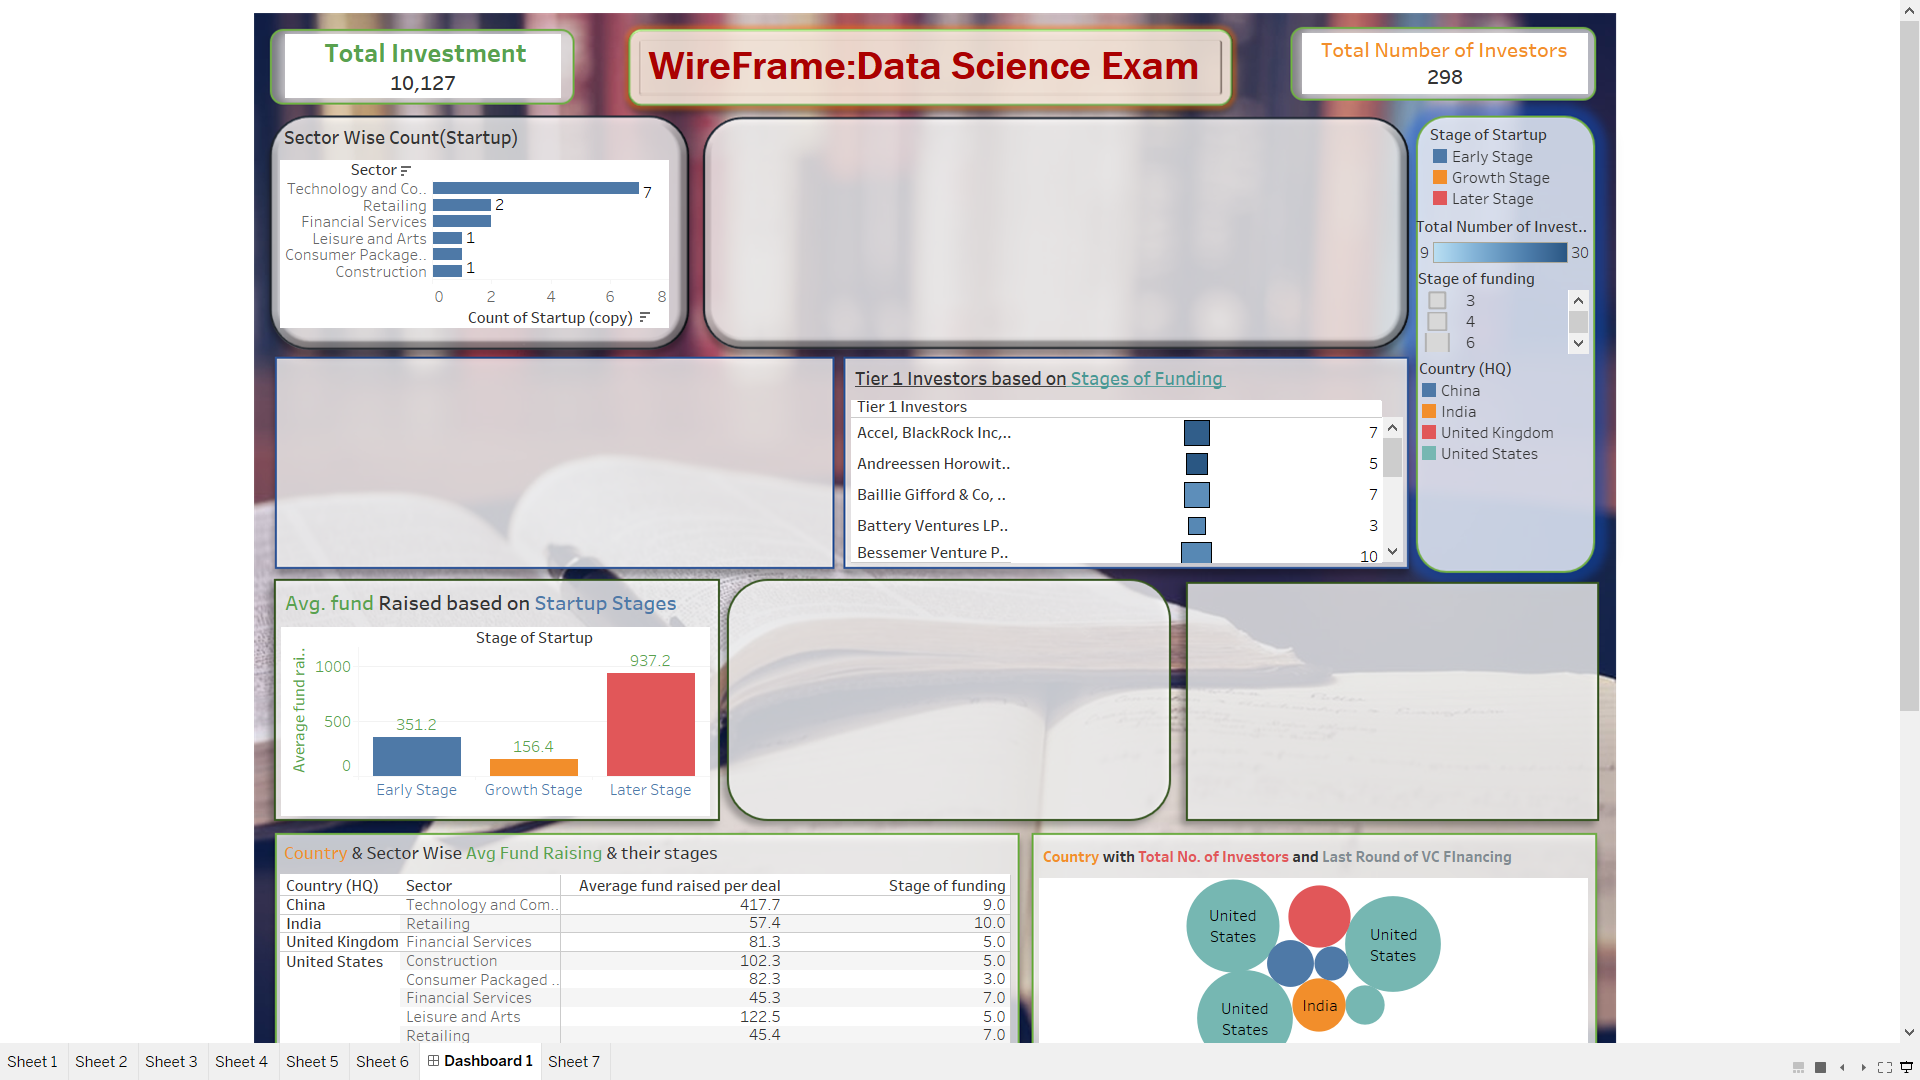 Total Investment
10,127
WireFrame:Data Science Exam
Total Number of Investors
298
Sector Wise Count(Startup)
Sector
Technology and Co..
7
Retailing
2
Financial Services
Leisure and Arts
1
Consumer Package..
Construction
1
0 2 4 6 8
Count of Startup (copy)
Stage of Startup
Early Stage
Growth Stage
Later Stage
Total Number of Invest..
9 30
Stage of funding
3
4
6
Country (HQ)
China
India
United Kingdom
United States
Tier 1 Investors based on Stages of Funding
Tier 1 Investors
Accel, BlackRock Inc,.. 7
Andreessen Horowit.. 5
Baillie Gifford & Co, .. 7
Battery Ventures LP.. 3
Bessemer Venture P.. 10
Avg. fund Raised based on Startup Stages
Stage of Startup
Average fund rai..
1000
500
0
351.2
156.4
937.2
Early Stage Growth Stage Later Stage
Country & Sector Wise Avg Fund Raising & their stages
Country (HQ) Sector Average fund raised per deal Stage of funding
China Technology and Com.. 417.7 9.0
India Retailing 57.4 10.0
United Kingdom Financial Services 81.3 5.0
United States Construction 102.3 5.0
Consumer Packaged .. 82.3 3.0
Financial Services 45.3 7.0
Leisure and Arts 122.5 5.0
Retailing 45.4 7.0
Country with Total No. of Investors and Last Round of VC FInancing
United
States
United
States
United
States
India
Sheet 1 Sheet 2 Sheet 3 Sheet 4 Sheet 5 Sheet 6 Dashboard 1 Sheet 7